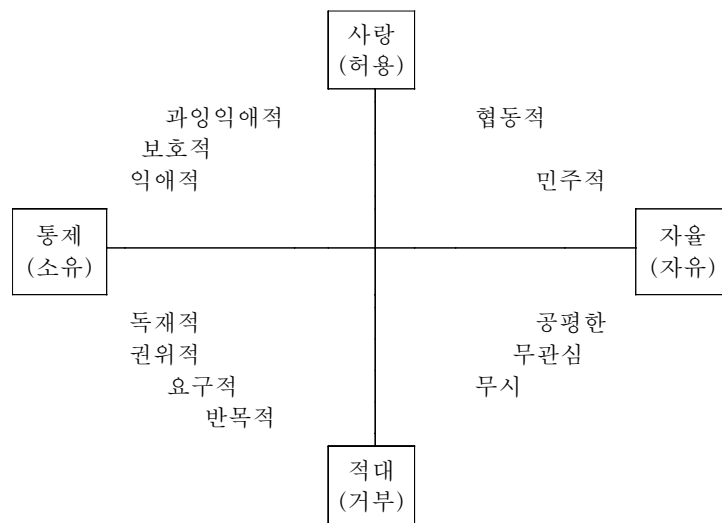 사랑
(허용)
과잉익애적
협동적
보호적
익애적
민주적
통제
(소유)
자율
(자유)
독재적
공평한
권위적
무관심
요구적
무시
반목적
적대
(거부)